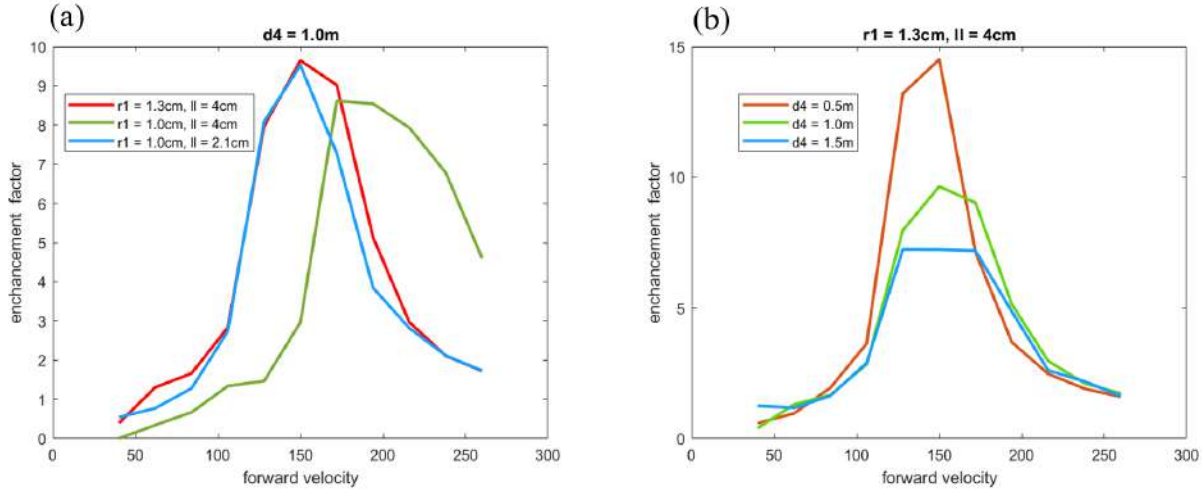 (a)
d4 = 1.0m
10
9
8
7
6
5
4
3
2
1
0
enchancement factor
r1 = 1.3cm, ll = 4cm
r1 = 1.0cm, ll = 4cm
r1 = 1.0cm, ll = 2.1cm
0 50 100 150 200 250 300
forward velocity
(b)
r1 = 1.3cm, ll = 4cm
15
10
5
0
enchancement factor
d4 = 0.5m
d4 = 1.0m
d4 = 1.5m
0 50 100 150 200 250 300
forward velocity